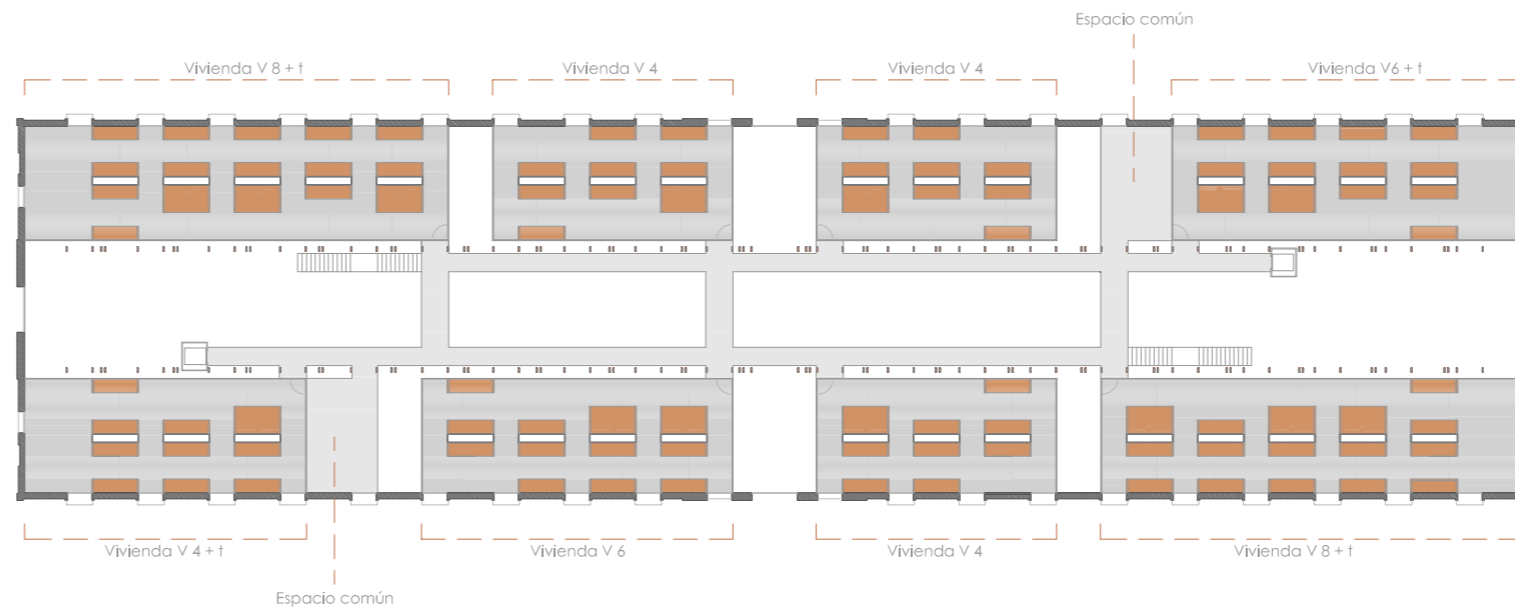 Espacio común
Vivienda V 8 + t
Vivienda V 4
Vivienda V 4
Vivienda V6 + t
Vivienda V 4 + t
Vivienda V 6
Vivienda V 4
Vivienda V 8 + t
Espacio común